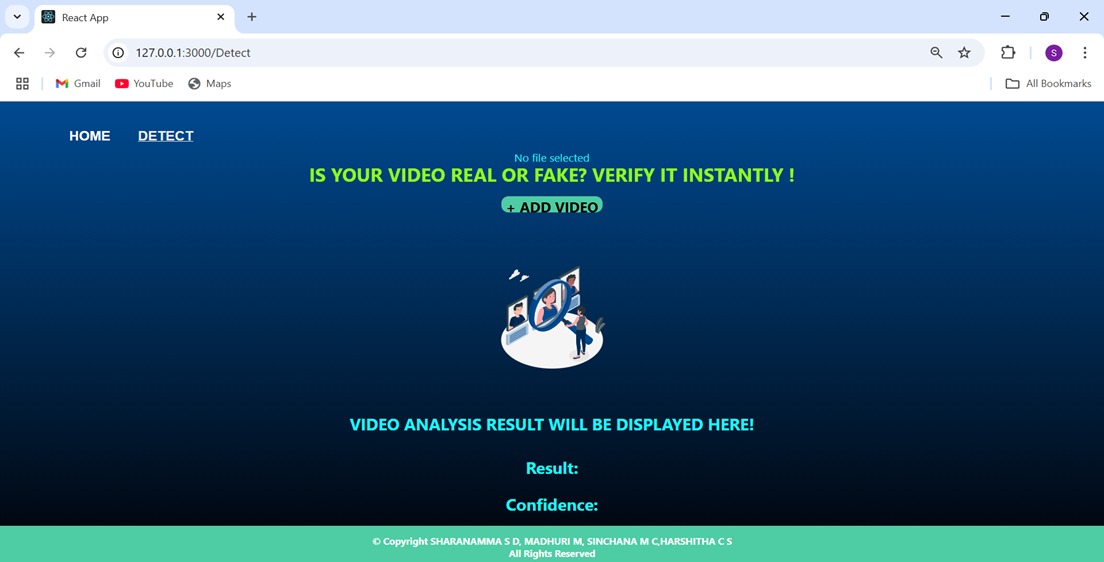 React App
127.0.0.1:3000/Detect
S
Gmail YouTube Maps All Bookmarks
HOME DETECT
No file selected
IS YOUR VIDEO REAL OR FAKE? VERIFY IT INSTANTLY !
+ ADD VIDEO
VIDEO ANALYSIS RESULT WILL BE DISPLAYED HERE!
Result:
Confidence:
© Copyright SHARANAMMA S D, MADHURI M, SINCHANA M C,HARSHITHA C S
All Rights Reserved